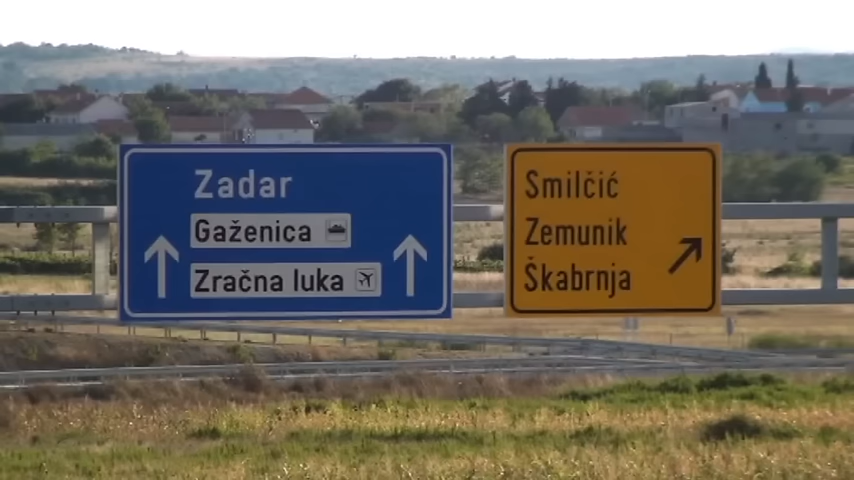 Zadar
Gaženica
Zračna luka
Smilčić
Zemunik
Škabrnja